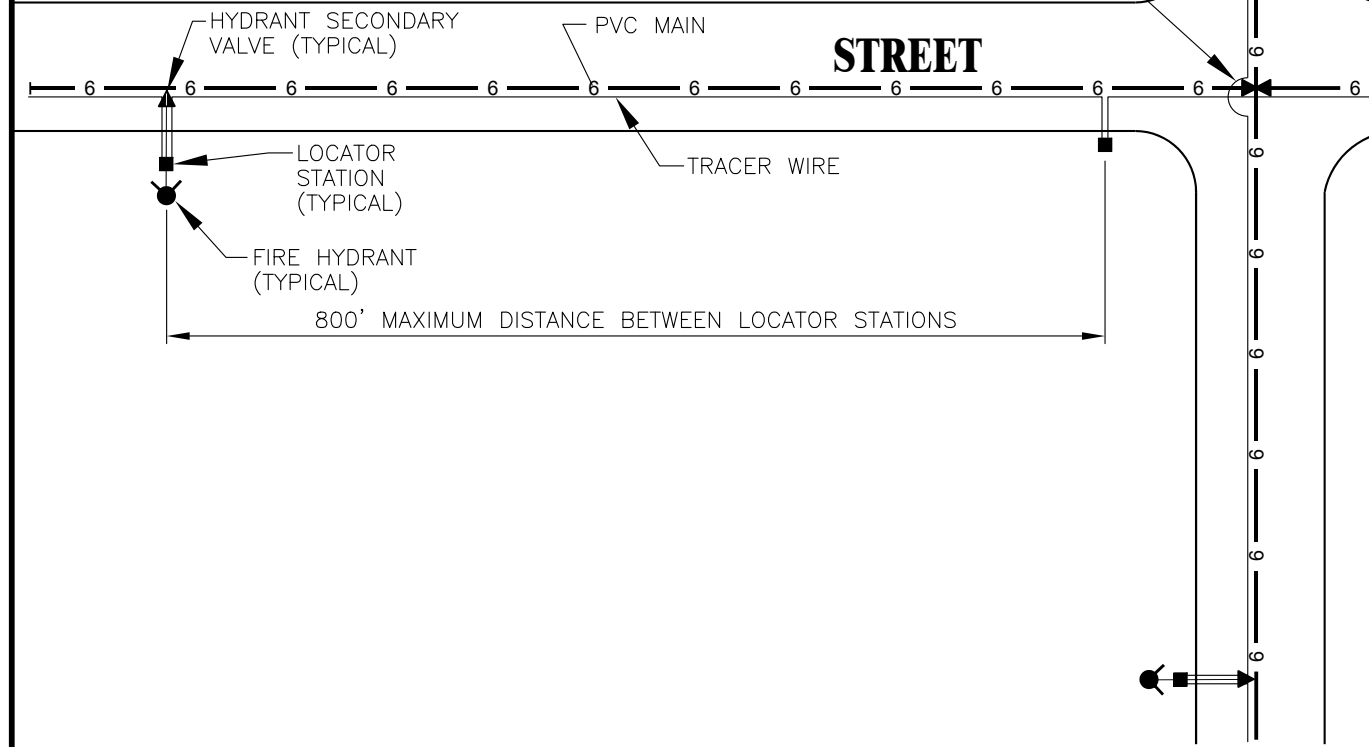 HYDRANT SECONDARY
VALVE (TYPICAL)
PVC MAIN
STREET
6 6 6 6 6 6 6 6 6 6 6 6 6
LOCATOR
STATION
(TYPICAL)
TRACER WIRE
FIRE HYDRANT
(TYPICAL)
800' MAXIMUM DISTANCE BETWEEN LOCATOR STATIONS
6
6
6
6
6
6
6